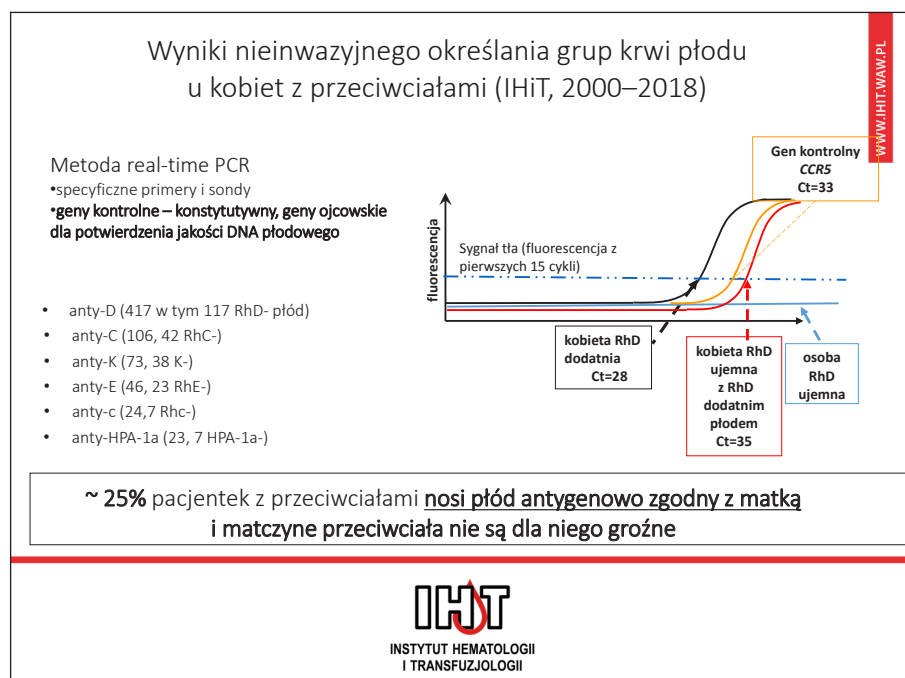 Wyniki nieinwazyjnego określania grup krwi płodu
u kobiet z przeciwciałami (IHiT, 2000–2018)
WWW.IHIT.WAW.PL
Metoda real-time PCR
•specyficzne primery i sondy
•geny kontrolne – konstytutywny, geny ojcowskie
dla potwierdzenia jakości DNA płodowego
• anty-D (417 w tym 117 RhD- płód)
• anty-C (106, 42 RhC-)
• anty-K (73, 38 K-)
• anty-E (46, 23 RhE-)
• anty-c (24,7 Rhc-)
• anty-HPA-1a (23, 7 HPA-1a-)
Gen kontrolny
CCR5
Ct=33
fluorescencja
Sygnał tła (fluorescencja z
pierwszych 15 cykli)
kobieta RhD
dodatnia
Ct=28
kobieta RhD
ujemna
z RhD
dodatnim
płodem
Ct=35
osoba
RhD
ujemna
~ 25% pacjentek z przeciwciałami nosi płód antygenowo zgodny z matką
i matczyne przeciwciała nie są dla niego groźne
IHiT
INSTYTUT HEMATOLOGII
I TRANSFUZJOLOGII